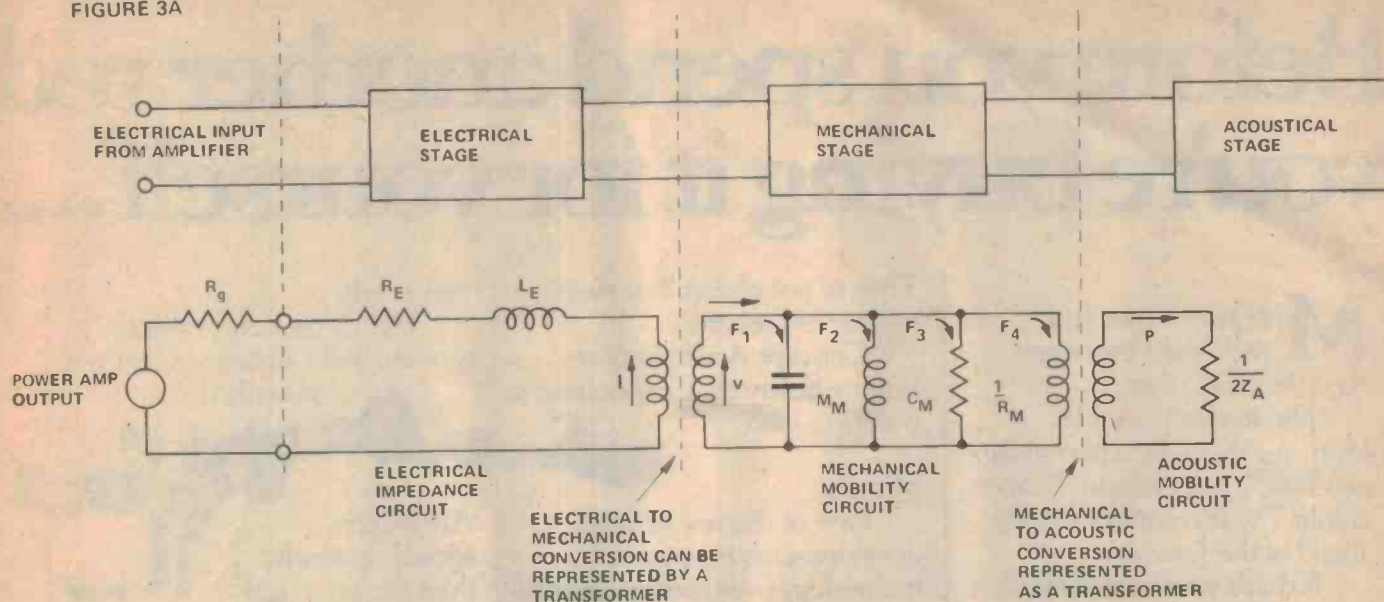 FIGURE 3A
ELECTRICAL INPUT
FROM AMPLIFIER
ELECTRICAL
STAGE
MECHANICAL
STAGE
ACOUSTICAL
STAGE
R_g
R_E
L_E
POWER AMP
OUTPUT
I
v
F_1
F_2
F_3
F_4
M_M
C_M
1
R_M
P
1
2Z_A
ELECTRICAL
IMPEDANCE
CIRCUIT
ELECTRICAL TO
MECHANICAL
CONVERSION CAN BE
REPRESENTED BY A
TRANSFORMER
MECHANICAL
MOBILITY
CIRCUIT
MECHANICAL
TO ACOUSTIC
CONVERSION
REPRESENTED
AS A TRANSFORMER
ACOUSTIC
MOBILITY
CIRCUIT